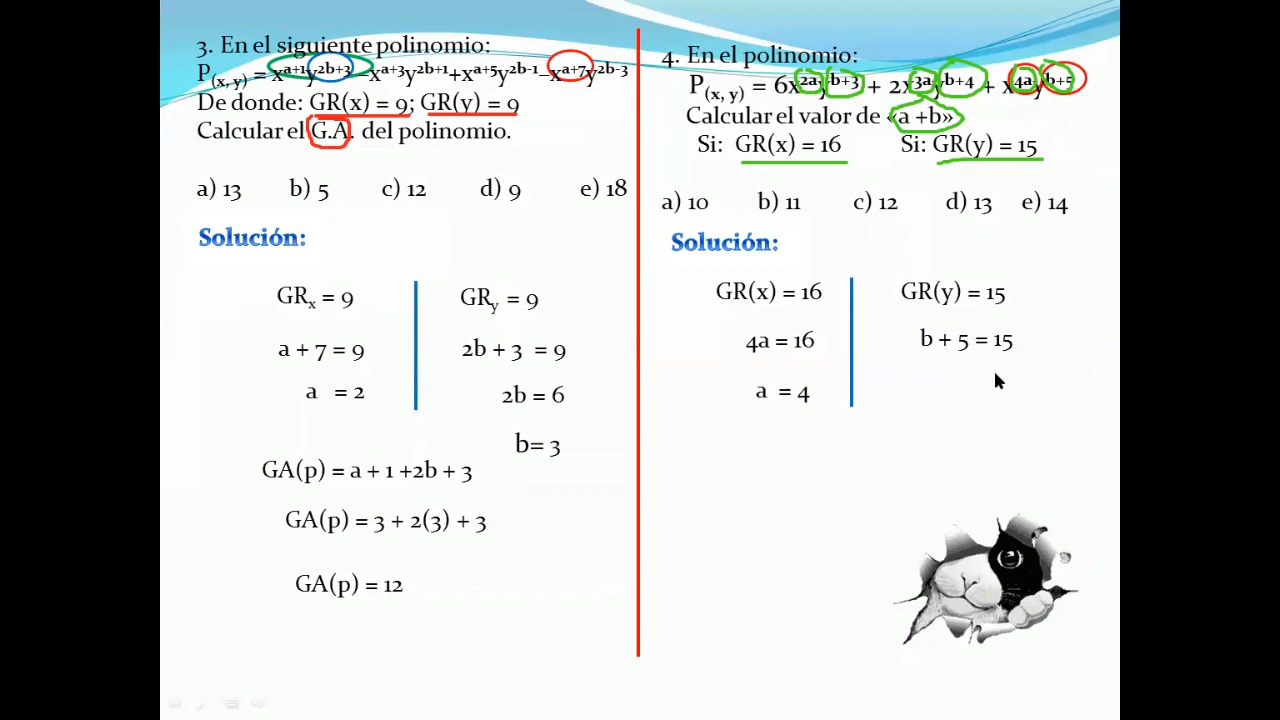 3. En el siguiente polinomio:
P(x, y) = x^a+1 y^2b+3 –x^a+3 y^2b+1 +x^a+5 y^2b-1 –x^a+7 y^2b-3
De donde: GR(x) = 9; GR(y) = 9
Calcular el G.A. del polinomio.
a) 13 b) 5 c) 12 d) 9 e) 18
Solución:
GRx = 9
a + 7 = 9
a = 2
GRy = 9
2b + 3 = 9
2b = 6
b= 3
GA(p) = a + 1 +2b + 3
GA(p) = 3 + 2(3) + 3
GA(p) = 12
4. En el polinomio:
P(x, y) = 6x^2a y^b+3 + 2x^3a y^b+4 + x^4a y^b+5
Calcular el valor de «a +b»
Si: GR(x) = 16 Si: GR(y) = 15
a) 10 b) 11 c) 12 d) 13 e) 14
Solución:
GR(x) = 16
4a = 16
a = 4
GR(y) = 15
b + 5 = 15